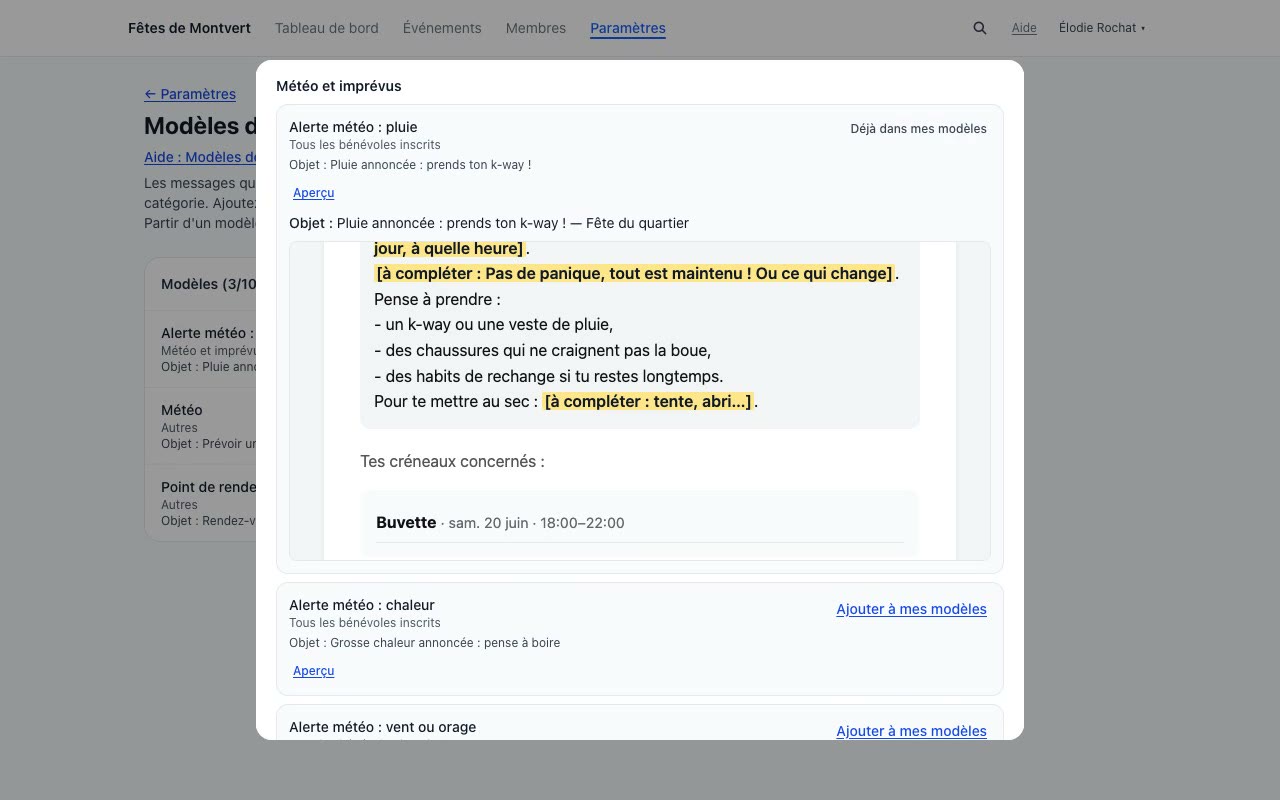 Fêtes de Montvert Tableau de bord Événements Membres Paramètres Aide Élodie Rochat
← Paramètres
Modèles d
Aide : Modèles de
Les messages qu
catégorie. Ajoute
Partir d'un modèl
Modèles (3/10
Alerte météo :
Météo et imprévu
Objet : Pluie anno
Météo
Autres
Objet : Prévoir un
Point de rende
Autres
Objet : Rendez-v
Météo et imprévus
Alerte météo : pluie
Déjà dans mes modèles
Tous les bénévoles inscrits
Objet : Pluie annoncée : prends ton k-way !
Aperçu
Objet : Pluie annoncée : prends ton k-way ! — Fête du quartier
jour, à quelle heure].
[à compléter : Pas de panique, tout est maintenu ! Ou ce qui change].
Pense à prendre :
- un k-way ou une veste de pluie,
- des chaussures qui ne craignent pas la boue,
- des habits de rechange si tu restes longtemps.
Pour te mettre au sec : [à compléter : tente, abri...].
Tes créneaux concernés :
Buvette · sam. 20 juin · 18:00–22:00
Alerte météo : chaleur
Ajouter à mes modèles
Tous les bénévoles inscrits
Objet : Grosse chaleur annoncée : pense à boire
Aperçu
Alerte météo : vent ou orage
Ajouter à mes modèles